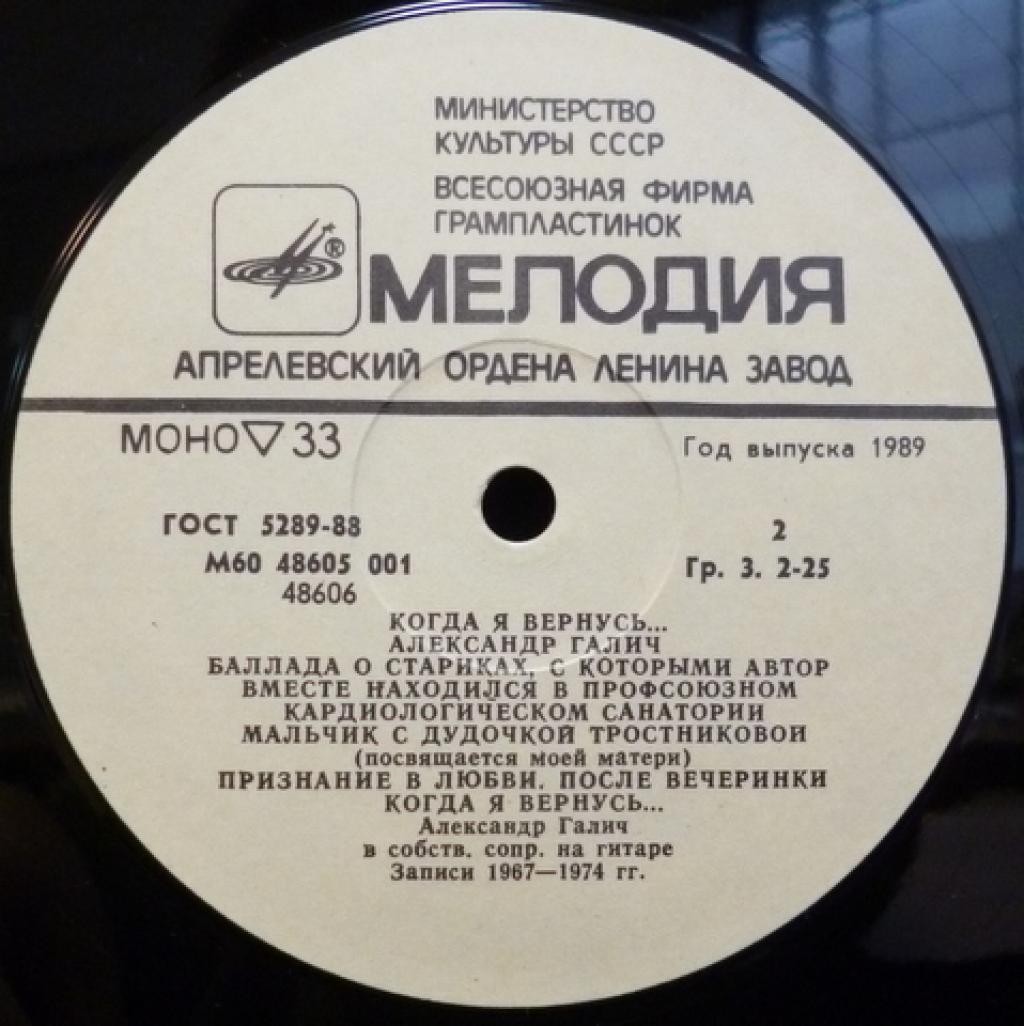 МИНИСТЕРСТВО
КУЛЬТУРЫ СССР
ВСЕСОЮЗНАЯ ФИРМА
ГРАМПЛАСТИНОК
®
МЕЛОДИЯ
АПРЕЛЕВСКИЙ ОРДЕНА ЛЕНИНА ЗАВОД
МОНО ▽ 33
Год выпуска 1989
ГОСТ 5289-88
2
М60 48605 001
Гр. 3. 2-25
48606
КОГДА Я ВЕРНУСЬ...
АЛЕКСАНДР ГАЛИЧ
БАЛЛАДА О СТАРИКАХ, С КОТОРЫМИ АВТОР
ВМЕСТЕ НАХОДИЛСЯ В ПРОФСОЮЗНОМ
КАРДИОЛОГИЧЕСКОМ САНАТОРИИ
МАЛЬЧИК С ДУДОЧКОЙ ТРОСТНИКОВОИ
(посвящается моей матери)
ПРИЗНАНИЕ В ЛЮБВИ. ПОСЛЕ ВЕЧЕРИНКИ
КОГДА Я ВЕРНУСЬ...
Александр Галич
в собств. сопр. на гитаре
Записи 1967—1974 гг.